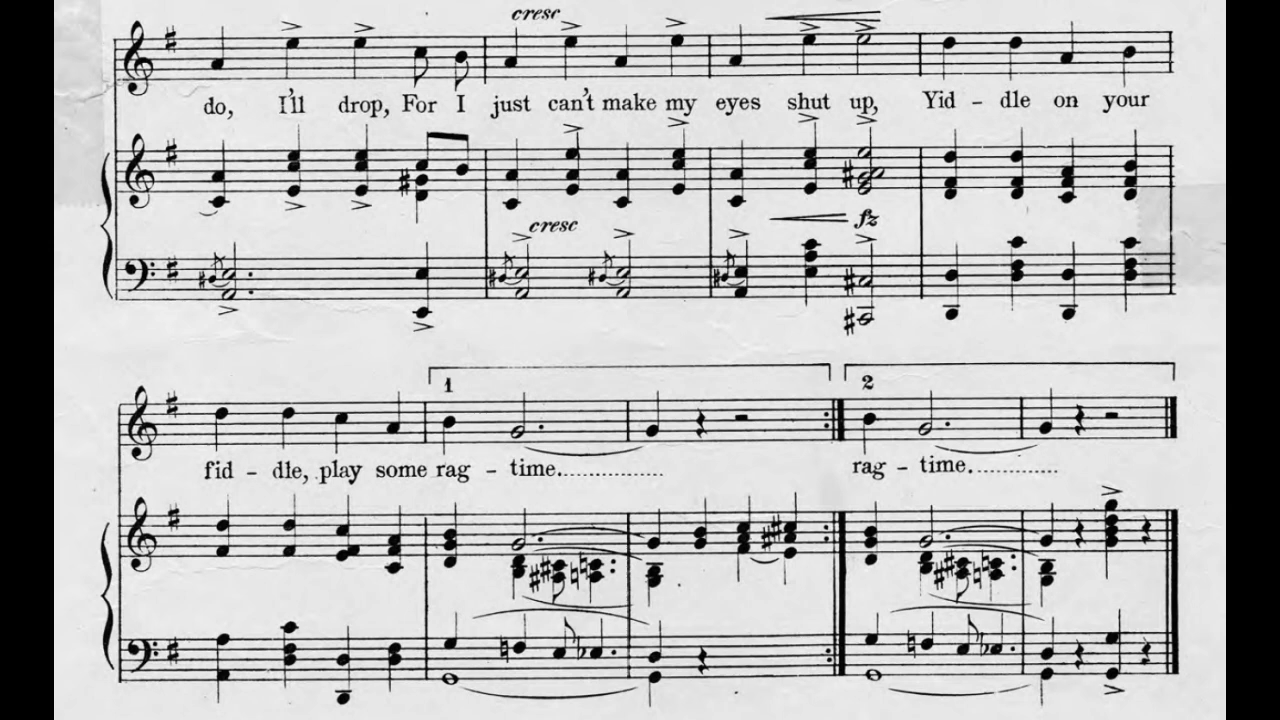 cresc
do, I'll drop, For I just can't make my eyes shut up, Yid - dle on your
cresc fz
1 2
fid - dle, play some rag - time............... rag - time.............